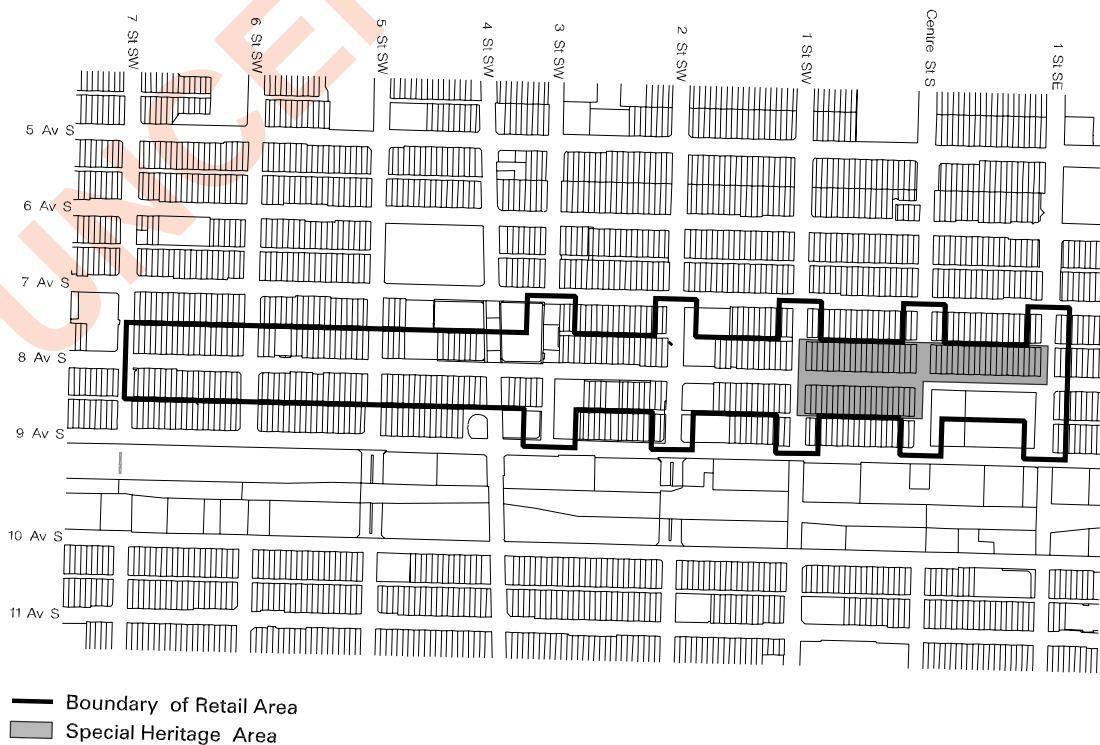 7 St SW
6 St SW
5 St SW
4 St SW
3 St SW
2 St SW
1 St SW
Centre St S
1 St SE
5 Av S
6 Av S
7 Av S
8 Av S
9 Av S
10 Av S
11 Av S
UNCE
Boundary of Retail Area
Special Heritage Area